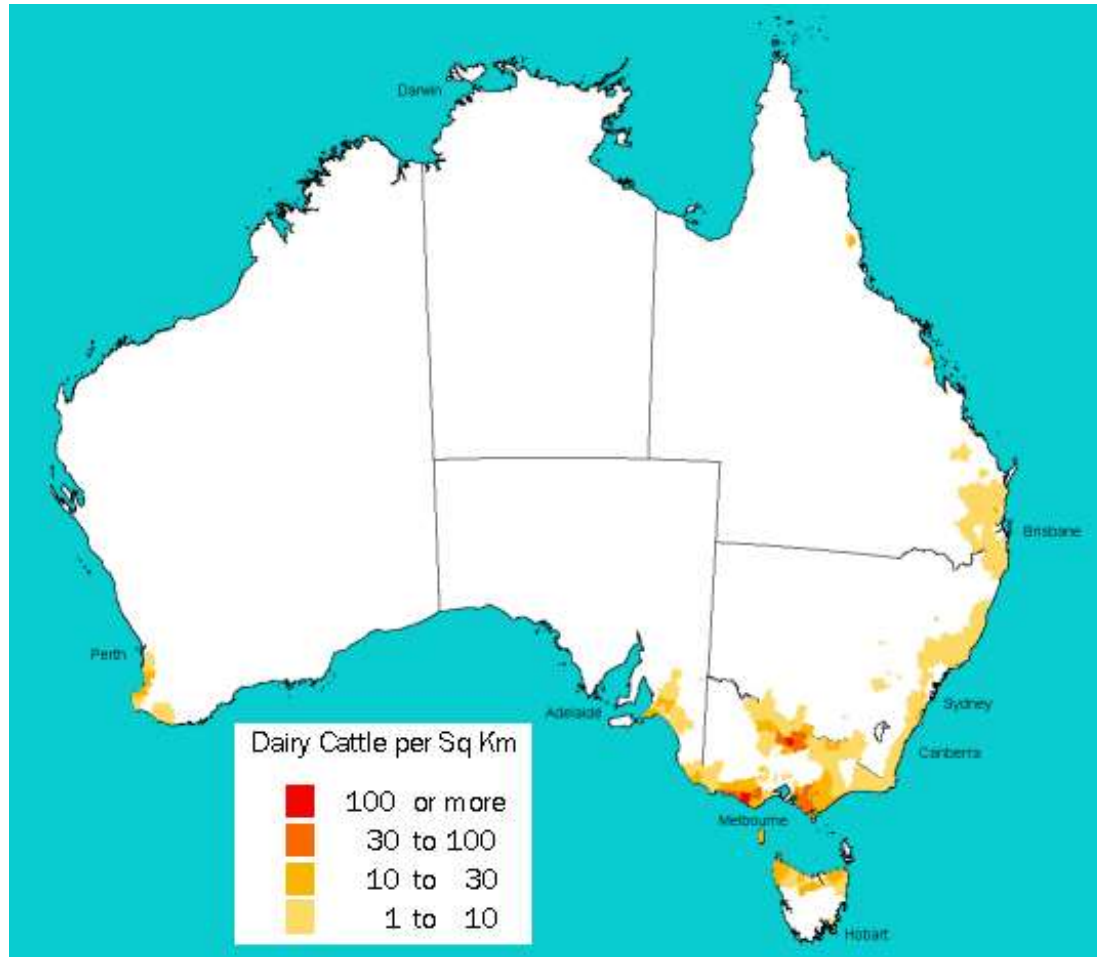 Darwin
Brisbane
Perth
Adelaide
Sydney
Canberra
Melbourne
Hobart
Dairy Cattle per Sq Km
100 or more
30 to 100
10 to 30
1 to 10